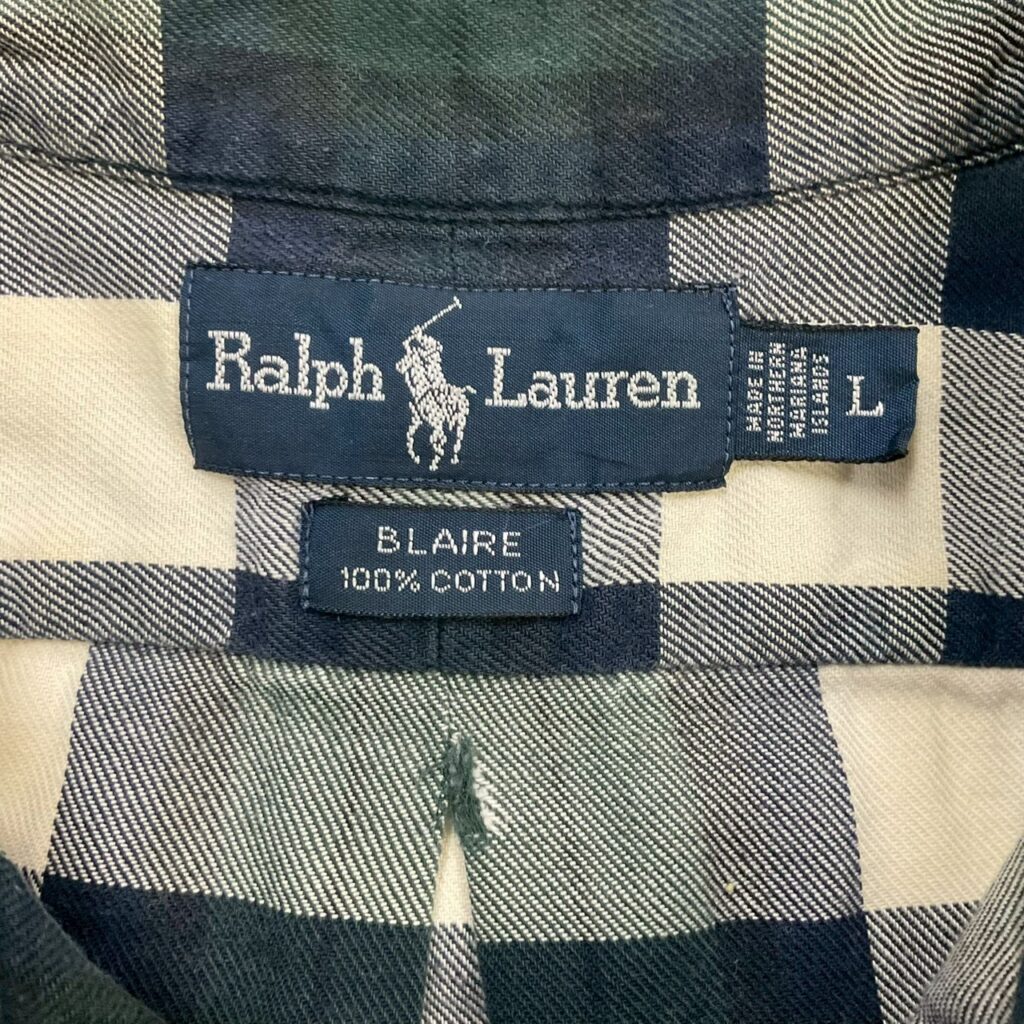 Ralph Lauren
MADE IN
NORTHERN
MARIANA
ISLANDS
L
BLAIRE
100% COTTON